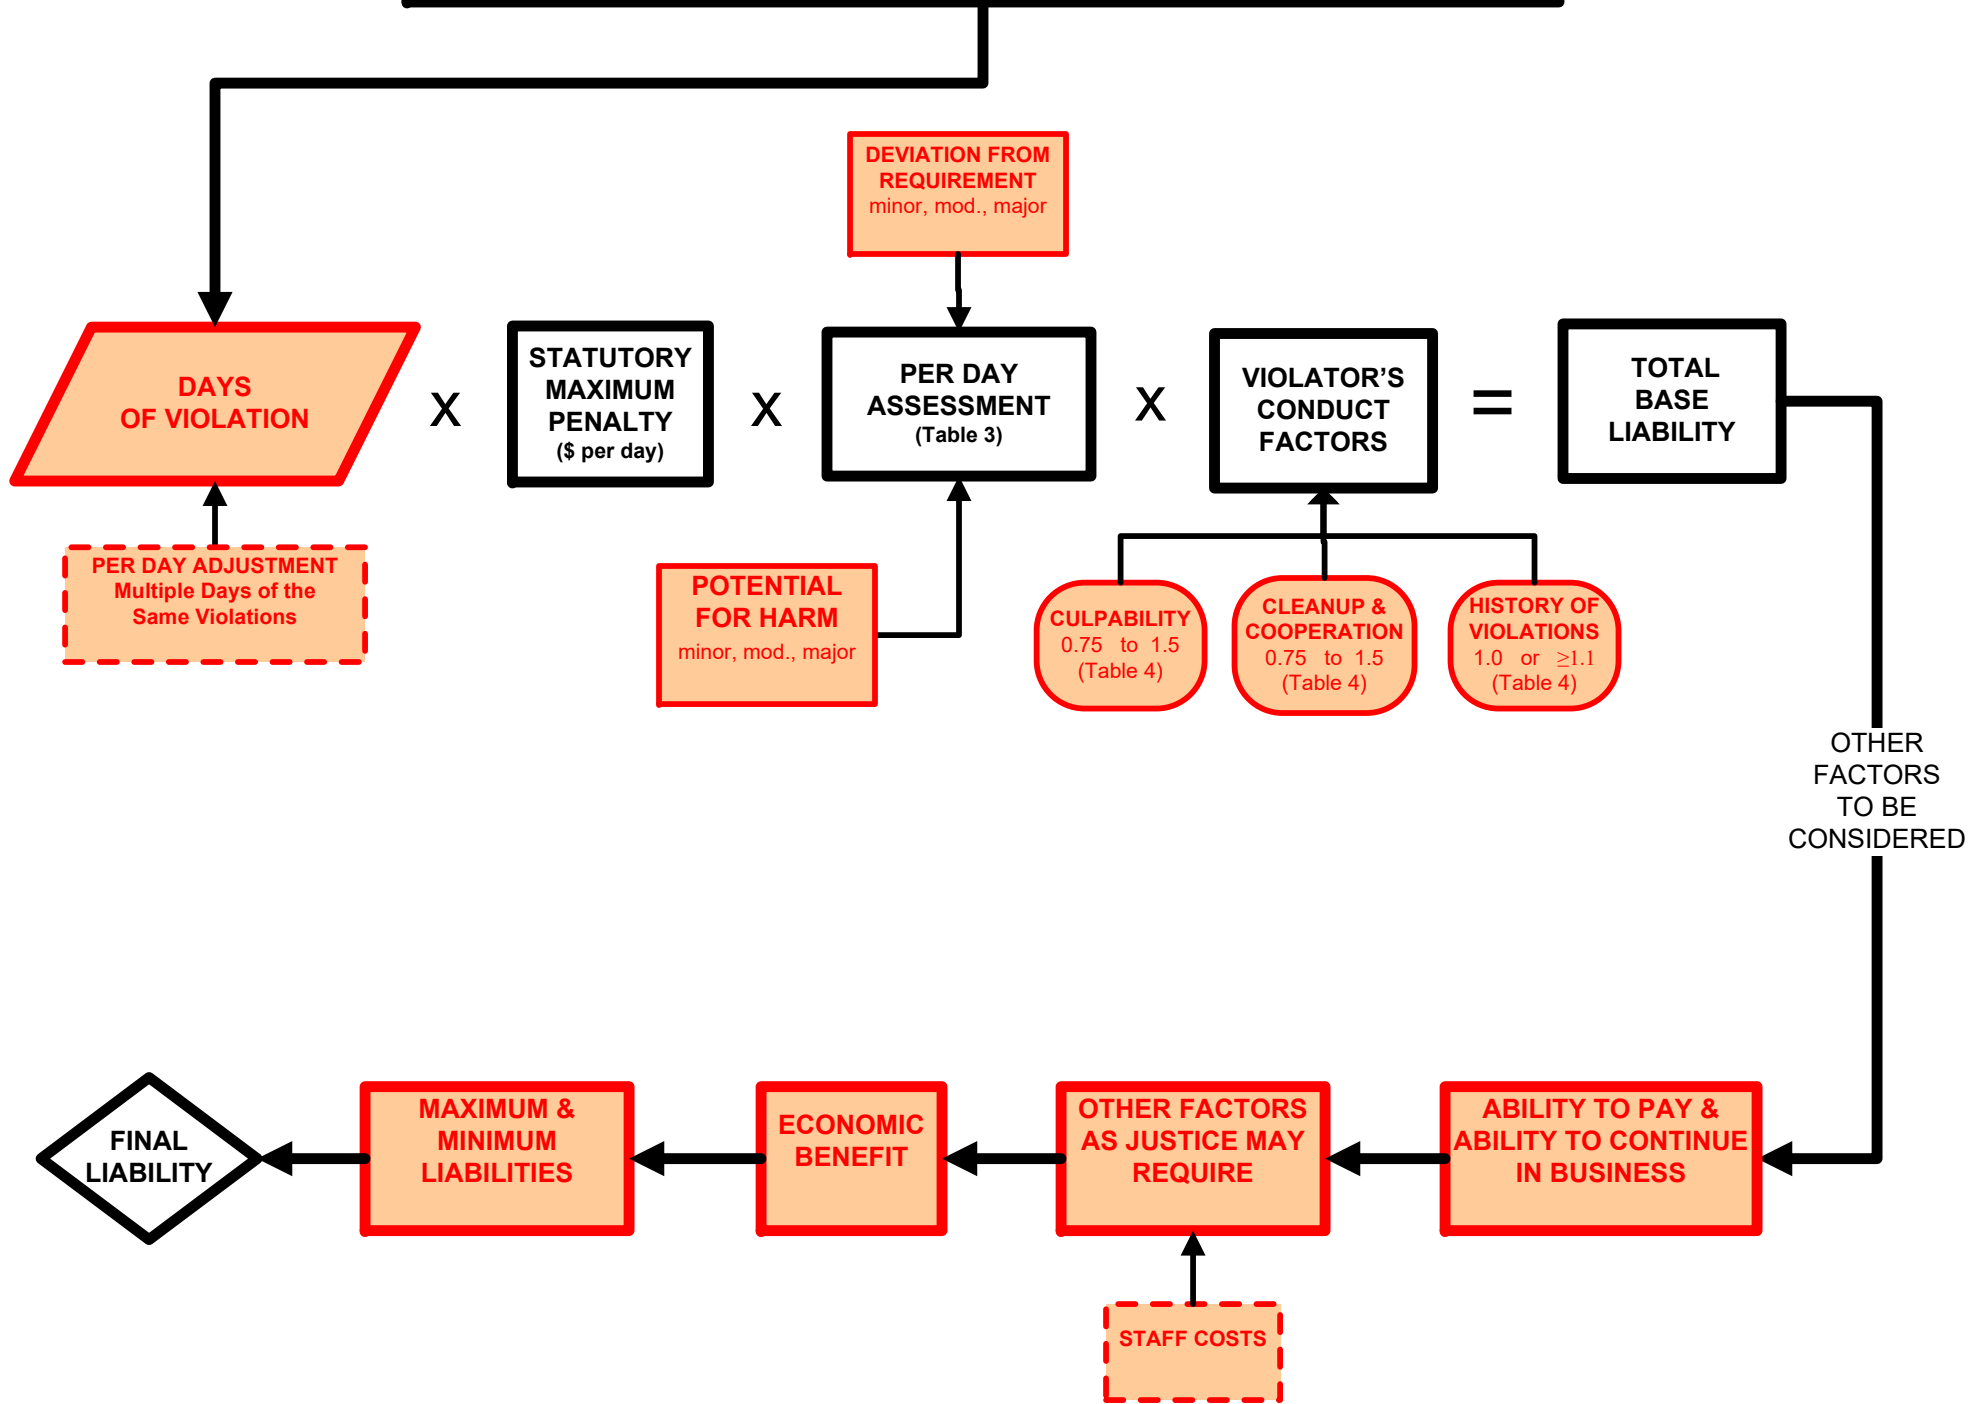 DEVIATION FROM
REQUIREMENT
minor, mod., major
DAYS
OF VIOLATION
x
STATUTORY
MAXIMUM
PENALTY
($ per day)
x
PER DAY
ASSESSMENT
(Table 3)
x
VIOLATOR'S
CONDUCT
FACTORS
=
TOTAL
BASE
LIABILITY
PER DAY ADJUSTMENT
Multiple Days of the
Same Violations
POTENTIAL
FOR HARM
minor, mod., major
CULPABILITY
0.75 to 1.5
(Table 4)
CLEANUP &
COOPERATION
0.75 to 1.5
(Table 4)
HISTORY OF
VIOLATIONS
1.0 or ≥1.1
(Table 4)
OTHER
FACTORS
TO BE
CONSIDERED
FINAL
LIABILITY
MAXIMUM &
MINIMUM
LIABILITIES
ECONOMIC
BENEFIT
OTHER FACTORS
AS JUSTICE MAY
REQUIRE
ABILITY TO PAY &
ABILITY TO CONTINUE
IN BUSINESS
STAFF COSTS